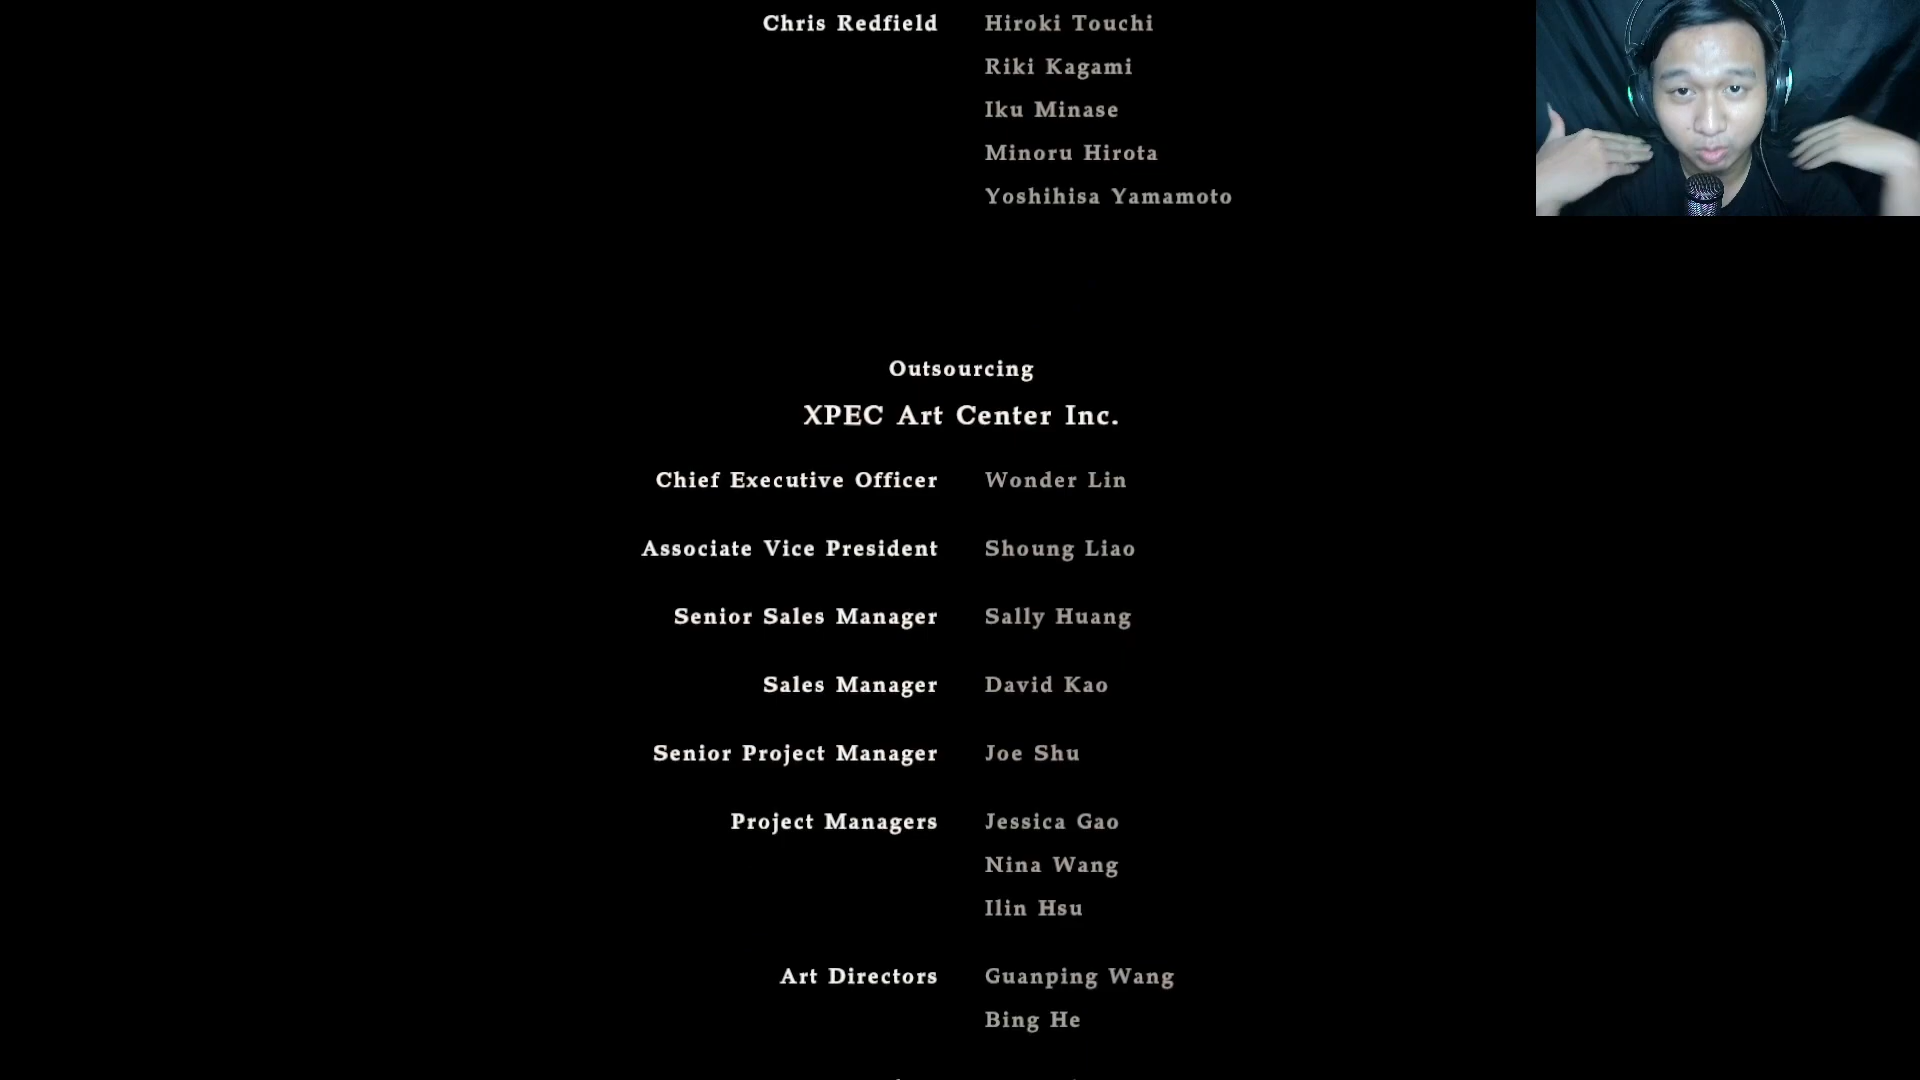 Chris Redfield Hiroki Touchi
Riki Kagami
Iku Minase
Minoru Hirota
Yoshihisa Yamamoto
Outsourcing
XPEC Art Center Inc.
Chief Executive Officer Wonder Lin
Associate Vice President Shoung Liao
Senior Sales Manager Sally Huang
Sales Manager David Kao
Senior Project Manager Joe Shu
Project Managers Jessica Gao
Nina Wang
Ilin Hsu
Art Directors Guanping Wang
Bing He